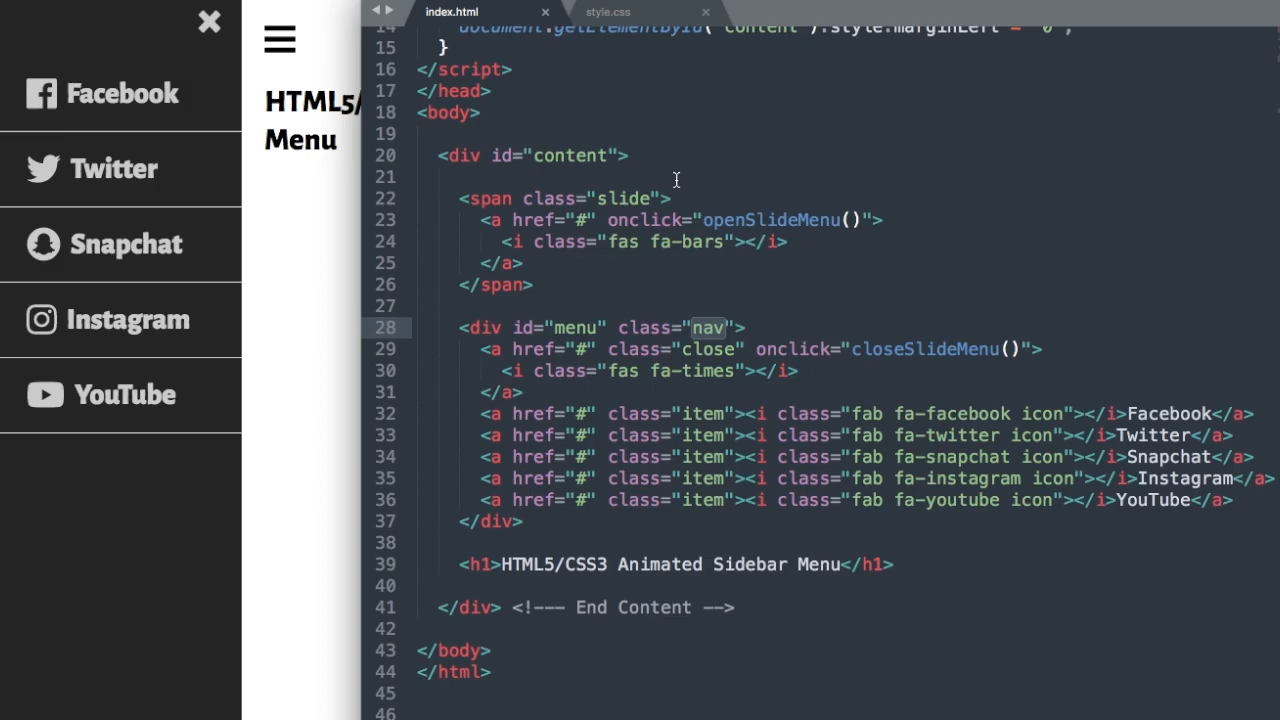 Facebook
Twitter
Snapchat
Instagram
YouTube
HTML5/
Menu
index.html
style.css
14 document.getElementById('content').style.marginLeft = '0';
15 }
16 </script>
17 </head>
18 <body>
19
20 <div id="content">
21
22 <span class="slide">
23 <a href="#" onclick="openSlideMenu()">
24 <i class="fas fa-bars"></i>
25 </a>
26 </span>
27
28 <div id="menu" class="nav">
29 <a href="#" class="close" onclick="closeSlideMenu()">
30 <i class="fas fa-times"></i>
31 </a>
32 <a href="#" class="item"><i class="fab fa-facebook icon"></i>Facebook</a>
33 <a href="#" class="item"><i class="fab fa-twitter icon"></i>Twitter</a>
34 <a href="#" class="item"><i class="fab fa-snapchat icon"></i>Snapchat</a>
35 <a href="#" class="item"><i class="fab fa-instagram icon"></i>Instagram</a>
36 <a href="#" class="item"><i class="fab fa-youtube icon"></i>YouTube</a>
37 </div>
38
39 <h1>HTML5/CSS3 Animated Sidebar Menu</h1>
40
41 </div> <!--- End Content -->
42
43 </body>
44 </html>
45
46